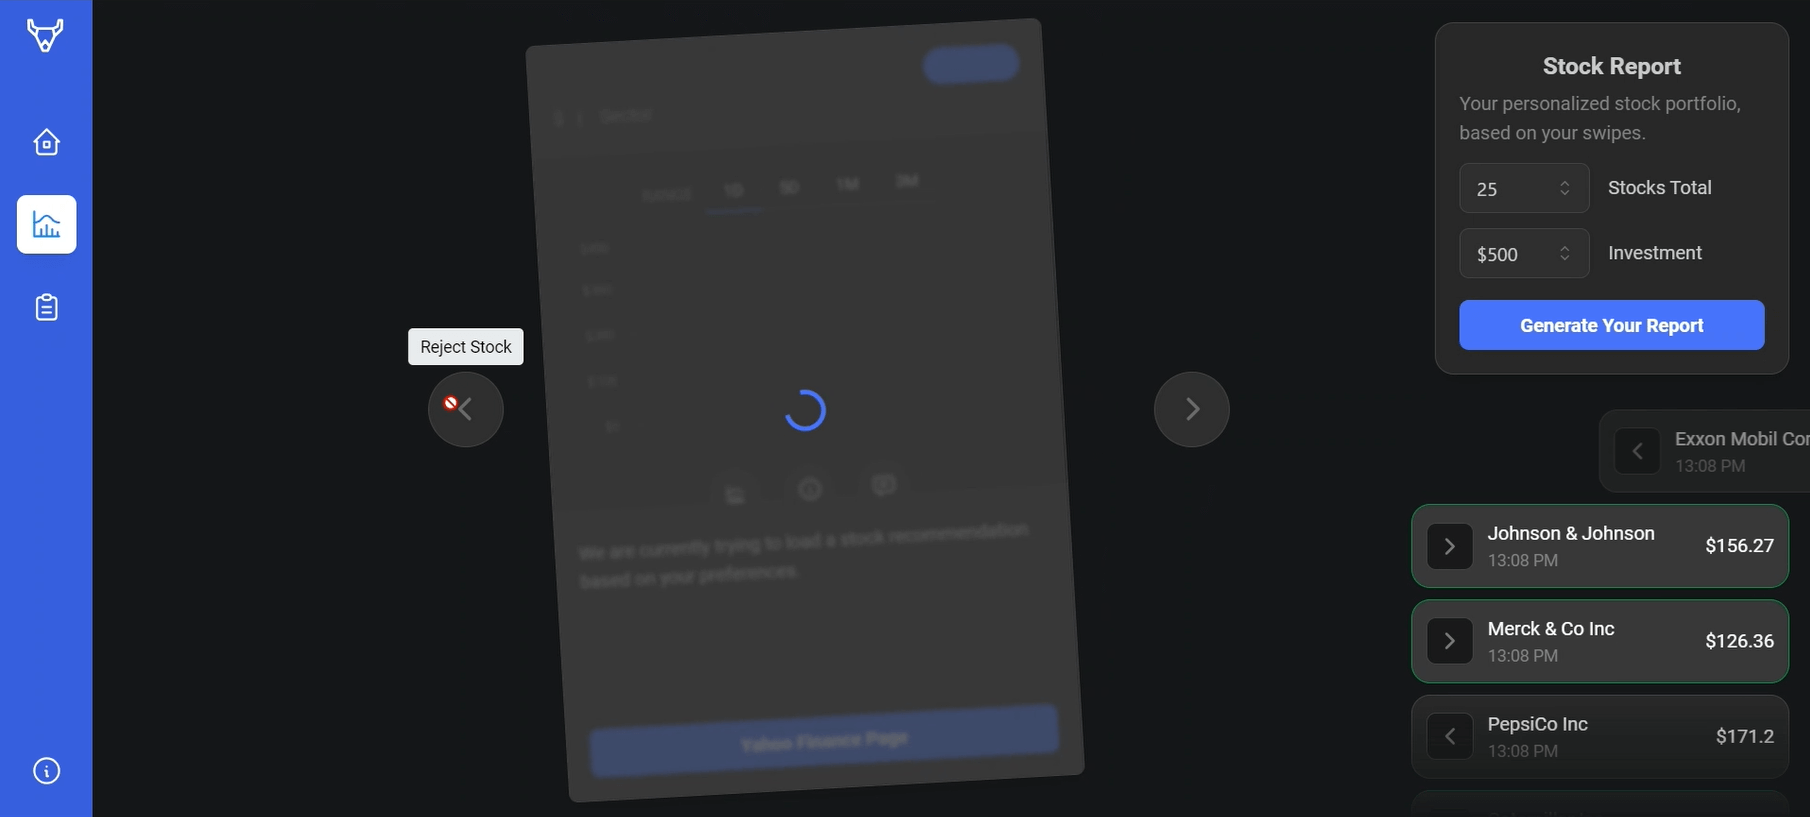 Sector
RANGE 1D 5D 1M 3M
We are currently trying to load a stock recommendation
based on your preferences.
Yahoo Finance Page
Reject Stock
Stock Report
Your personalized stock portfolio,
based on your swipes.
25 Stocks Total
$500 Investment
Generate Your Report
Exxon Mobil Cor
13:08 PM
Johnson & Johnson $156.27
13:08 PM
Merck & Co Inc $126.36
13:08 PM
PepsiCo Inc $171.2
13:08 PM